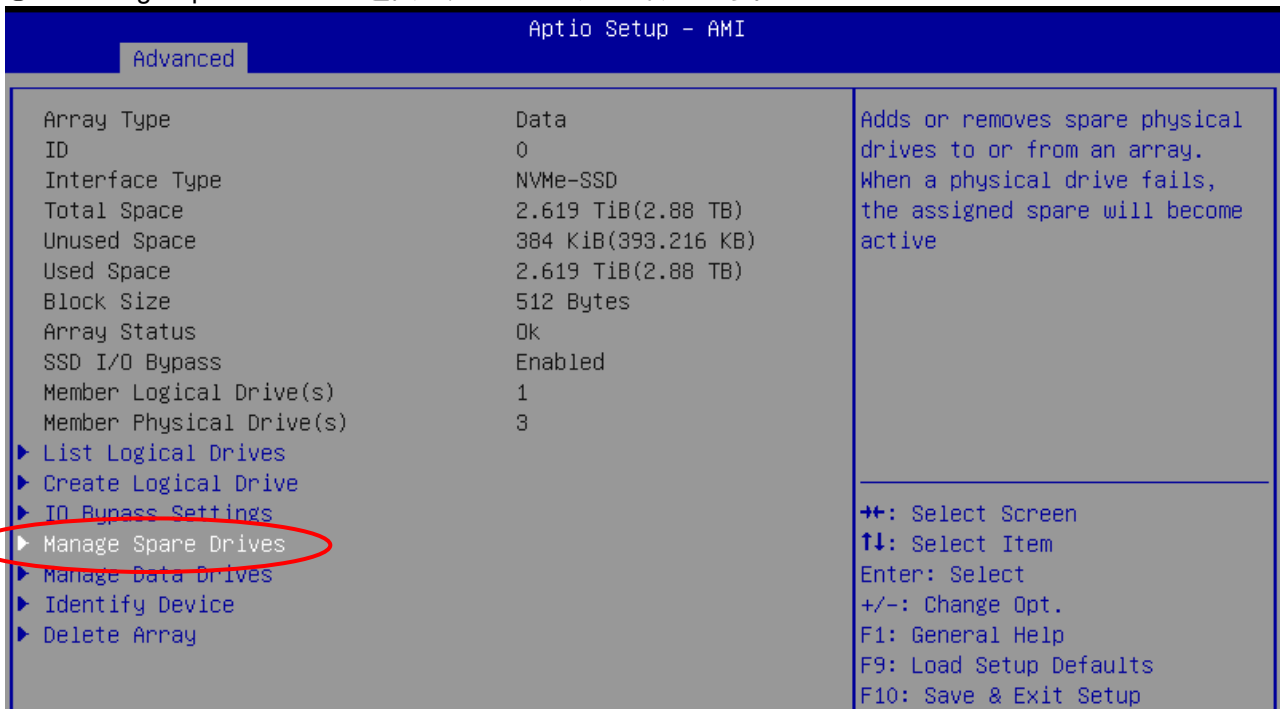 Aptio Setup – AMI
Advanced
Array Type Data
ID 0
Interface Type NVMe-SSD
Total Space 2.619 TiB(2.88 TB)
Unused Space 384 KiB(393.216 KB)
Used Space 2.619 TiB(2.88 TB)
Block Size 512 Bytes
Array Status Ok
SSD I/O Bypass Enabled
Member Logical Drive(s) 1
Member Physical Drive(s) 3
▶ List Logical Drives
▶ Create Logical Drive
▶ IO Bypass Settings
▶ Manage Spare Drives
▶ Manage Data Drives
▶ Identify Device
▶ Delete Array
Adds or removes spare physical
drives to or from an array.
When a physical drive fails,
the assigned spare will become
active
→←: Select Screen
↑↓: Select Item
Enter: Select
+/-: Change Opt.
F1: General Help
F9: Load Setup Defaults
F10: Save & Exit Setup